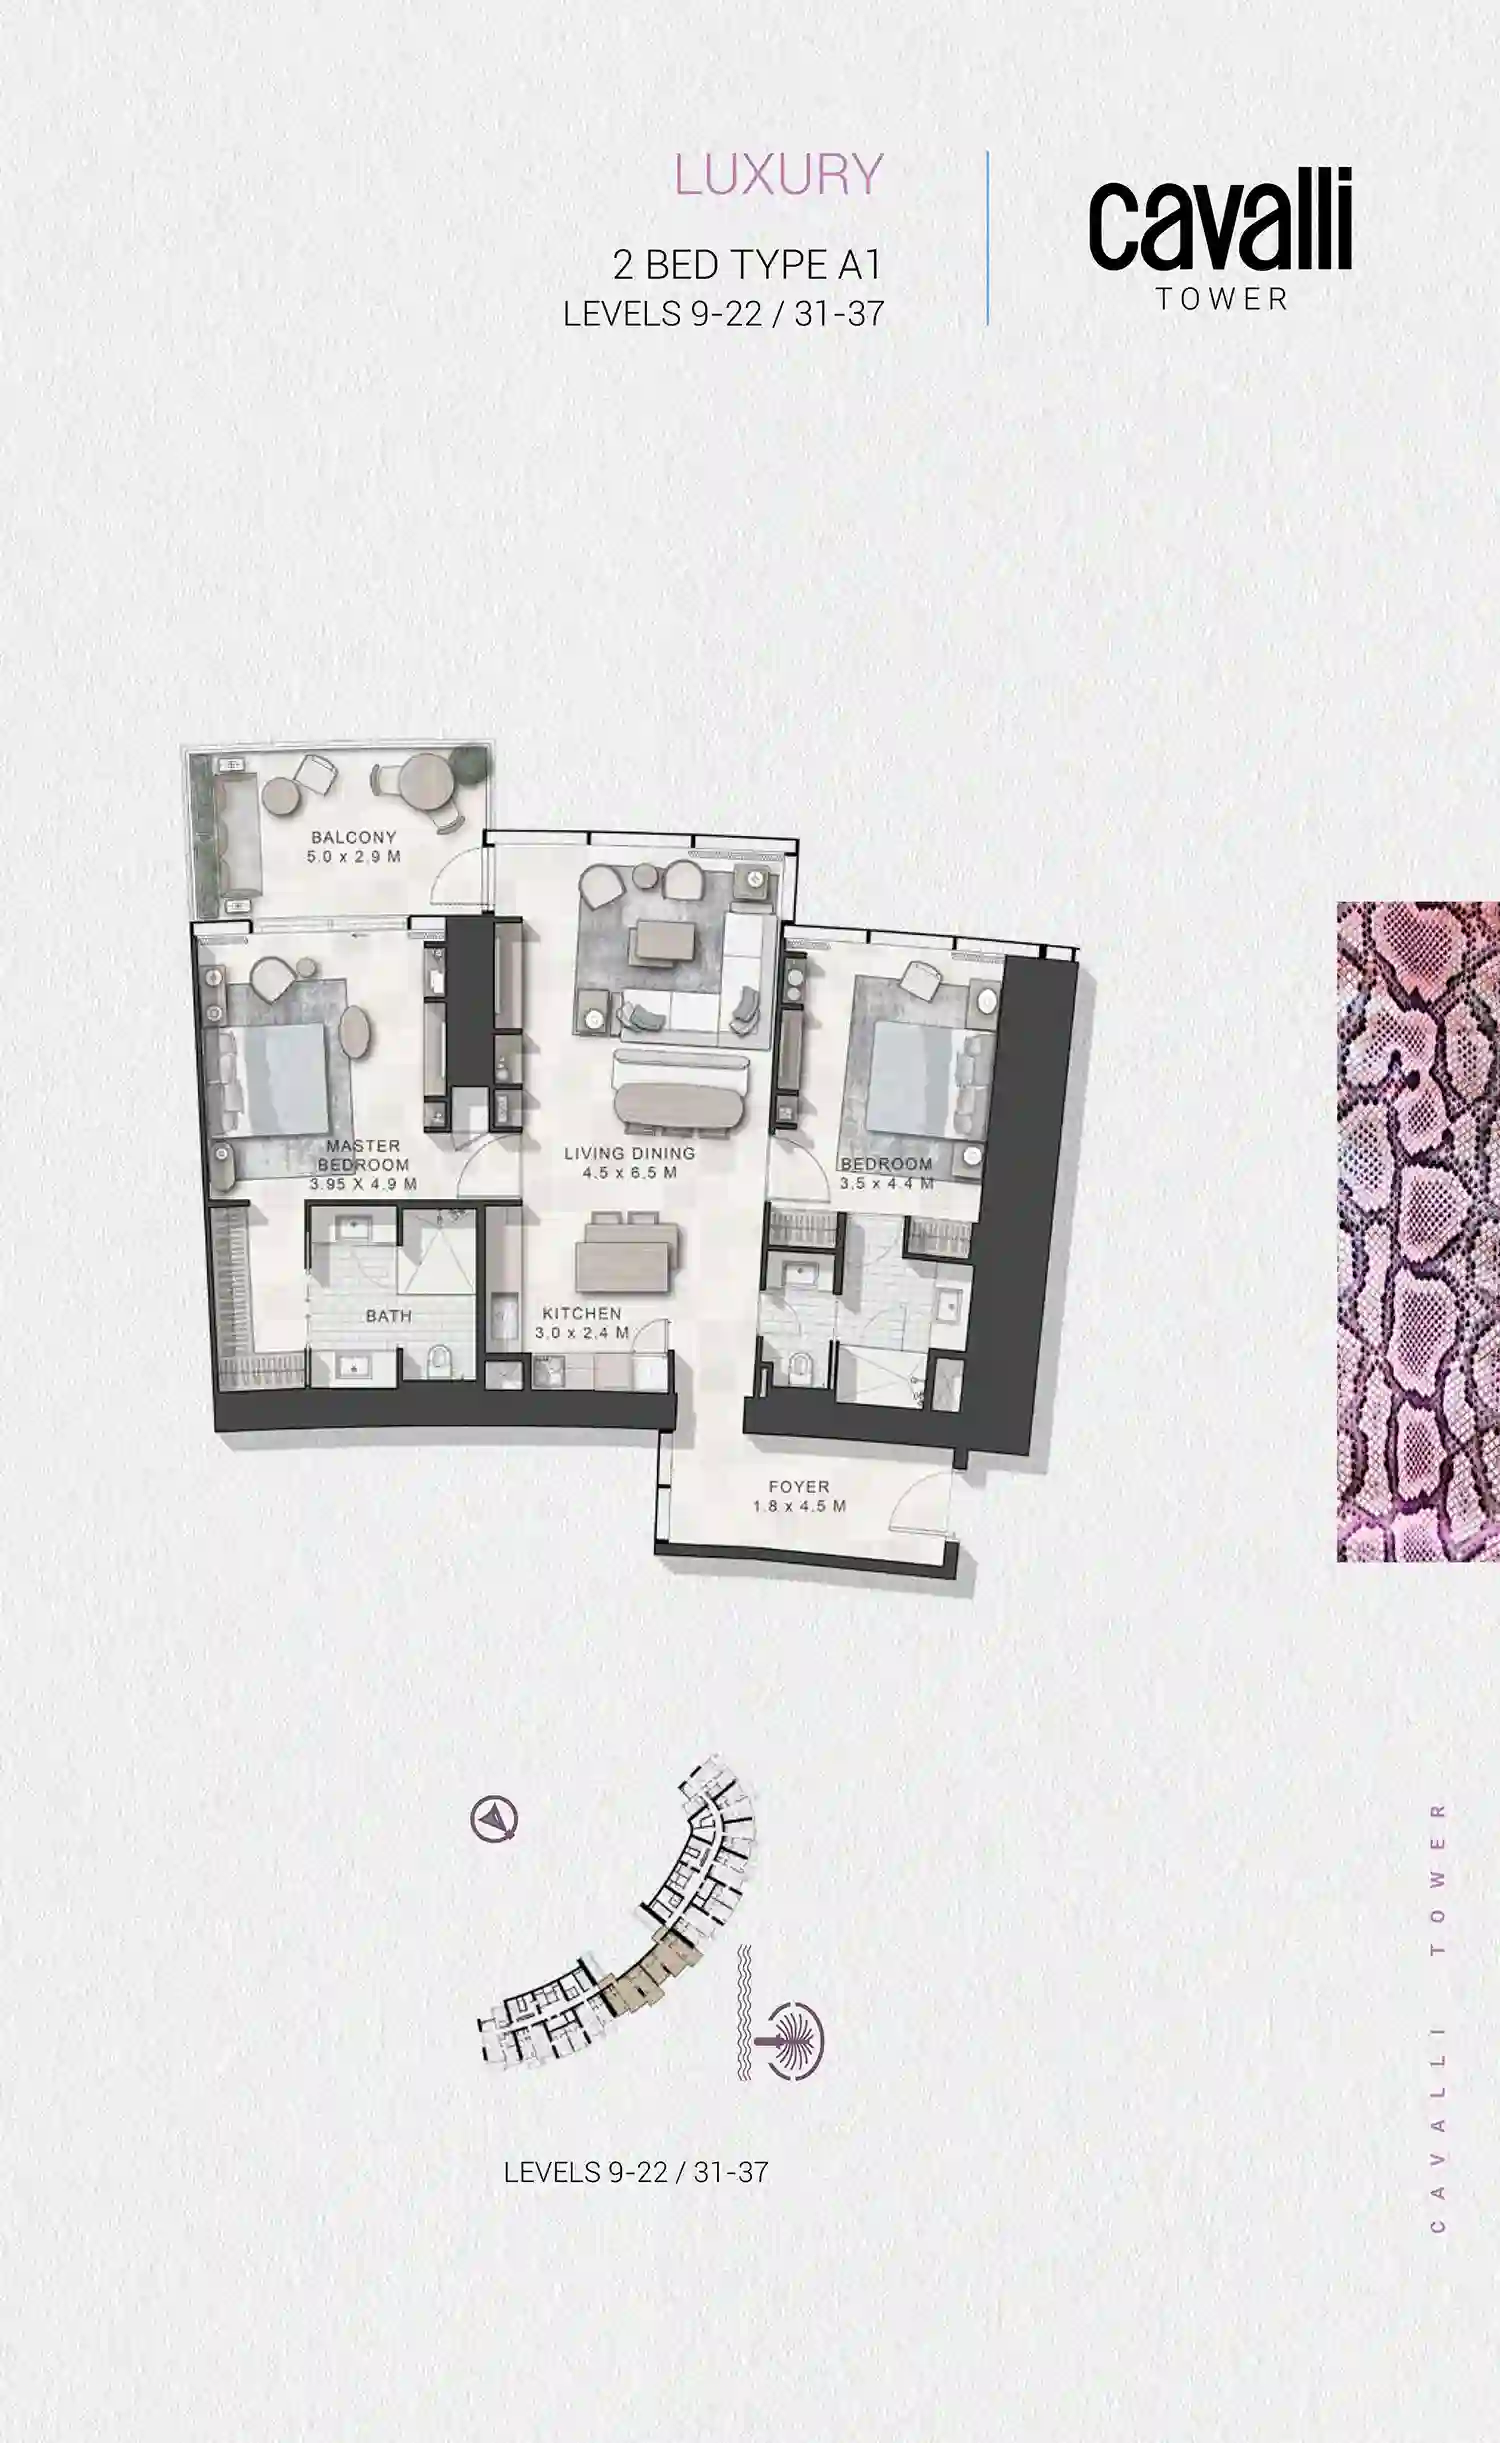 LUXURY
2 BED TYPE A1
LEVELS 9-22 / 31-37
cavalli
TOWER
BALCONY
5.0 x 2.9 M
MASTER
BEDROOM
3.95 X 4.9 M
LIVING DINING
4.5 x 6.5 M
BEDROOM
3.5 x 4.4 M
BATH
KITCHEN
3.0 x 2.4 M
FOYER
1.8 x 4.5 M
LEVELS 9-22 / 31-37
CAVALLI TOWER